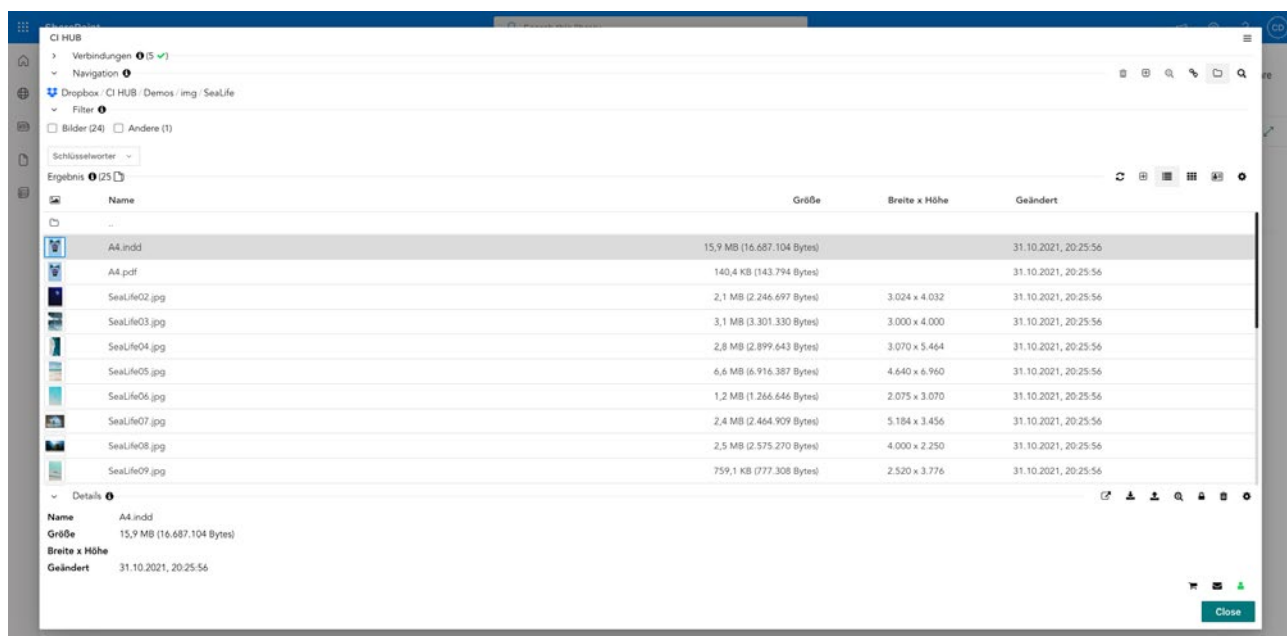 SharePoint
Search this library
CD
CI HUB
Verbindungen (5 ✓)
Navigation
Dropbox / CI HUB / Demos / img / SeaLife
Filter
Bilder (24) Andere (1)
Schlüsselworter
Ergebnis (25
Name Größe Breite x Höhe Geändert
..
A4.indd 15,9 MB (16.687.104 Bytes) 31.10.2021, 20:25:56
A4.pdf 140,4 KB (143.794 Bytes) 31.10.2021, 20:25:56
SeaLife02.jpg 2,1 MB (2.246.697 Bytes) 3.024 x 4.032 31.10.2021, 20:25:56
SeaLife03.jpg 3,1 MB (3.301.330 Bytes) 3.000 x 4.000 31.10.2021, 20:25:56
SeaLife04.jpg 2,8 MB (2.899.643 Bytes) 3.070 x 5.464 31.10.2021, 20:25:56
SeaLife05.jpg 6,6 MB (6.916.387 Bytes) 4.640 x 6.960 31.10.2021, 20:25:56
SeaLife06.jpg 1,2 MB (1.266.646 Bytes) 2.075 x 3.070 31.10.2021, 20:25:56
SeaLife07.jpg 2,4 MB (2.464.909 Bytes) 5.184 x 3.456 31.10.2021, 20:25:56
SeaLife08.jpg 2,5 MB (2.575.270 Bytes) 4.000 x 2.250 31.10.2021, 20:25:56
SeaLife09.jpg 759,1 KB (777.308 Bytes) 2.520 x 3.776 31.10.2021, 20:25:56
Details
Name A4.indd
Größe 15,9 MB (16.687.104 Bytes)
Breite x Höhe
Geändert 31.10.2021, 20:25:56
Close